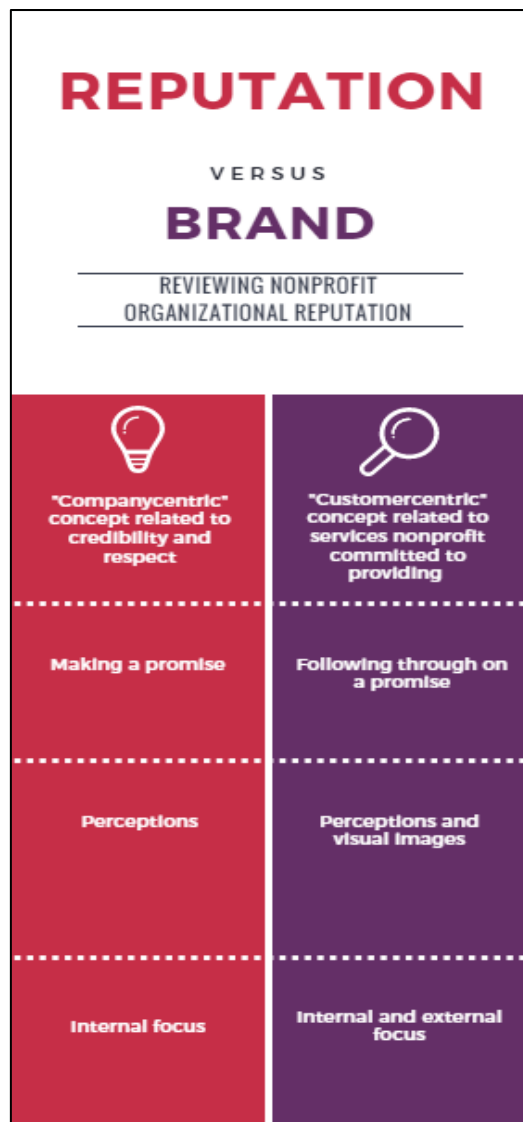 REPUTATION
VERSUS
BRAND
REVIEWING NONPROFIT
ORGANIZATIONAL REPUTATION
"Companycentric"
concept related to
credibility and
respect
"Customercentric"
concept related to
services nonprofit
committed to
providing
Making a promise
Following through on
a promise
Perceptions
Perceptions and
visual images
Internal focus
Internal and external
focus